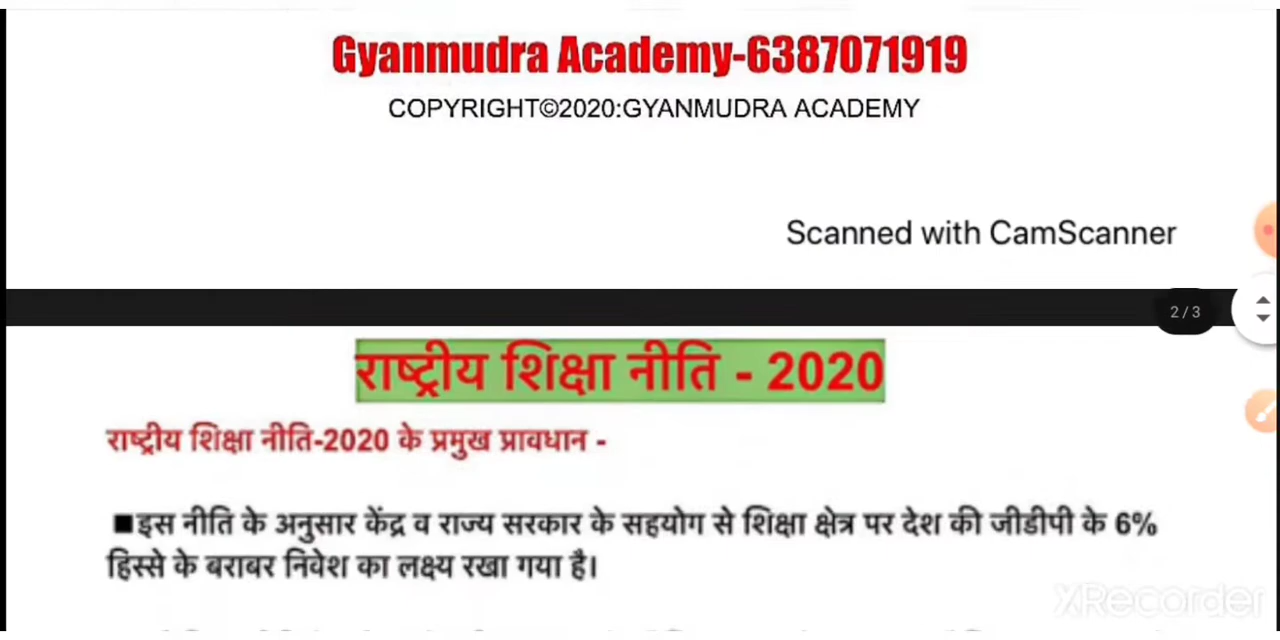 Gyanmudra Academy-6387071919
COPYRIGHT©2020:GYANMUDRA ACADEMY
Scanned with CamScanner
2/3
राष्ट्रीय शिक्षा नीति - 2020
राष्ट्रीय शिक्षा नीति-2020 के प्रमुख प्रावधान -
■इस नीति के अनुसार केंद्र व राज्य सरकार के सहयोग से शिक्षा क्षेत्र पर देश की जीडीपी के 6%
हिस्से के बराबर निवेश का लक्ष्य रखा गया है।
XRecorder